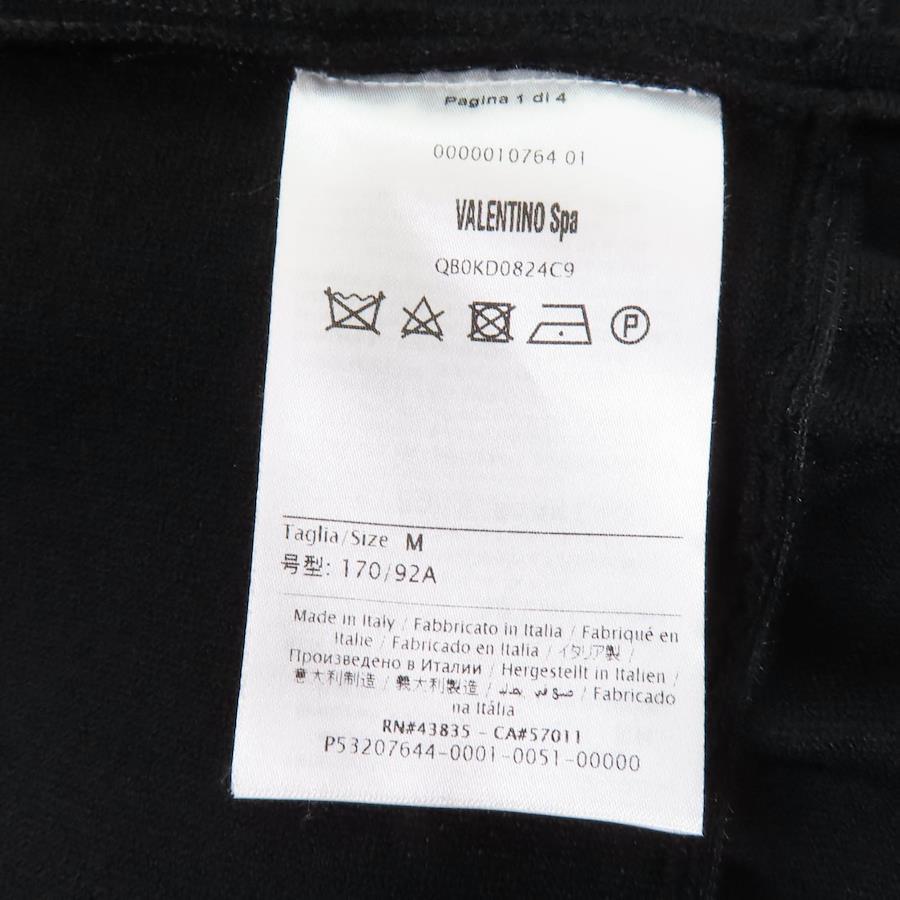 Pagina 1 di 4
0000010764 01
VALENTINO Spa
QB0KD0824C9
P
Taglia/Size M
号型: 170/92A
Made in Italy / Fabbricato in Italia / Fabriqué en
Italie / Fabricado en Italia / イタリア製 /
Произведено в Италии / Hergestellt in Italien /
意大利制造 / 義大利製造 / صنع في إيطاليا / Fabricado
na Itália
RN#43835 - CA#57011
P53207644-0001-0051-00000